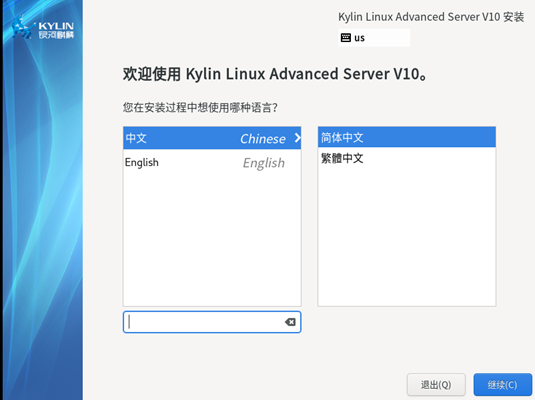 KYLIN
银河麒麟
Kylin Linux Advanced Server V10 安装
us
欢迎使用 Kylin Linux Advanced Server V10。
您在安装过程中想使用哪种语言?
中文 Chinese
English English
简体中文
繁體中文
退出(Q)
继续(C)